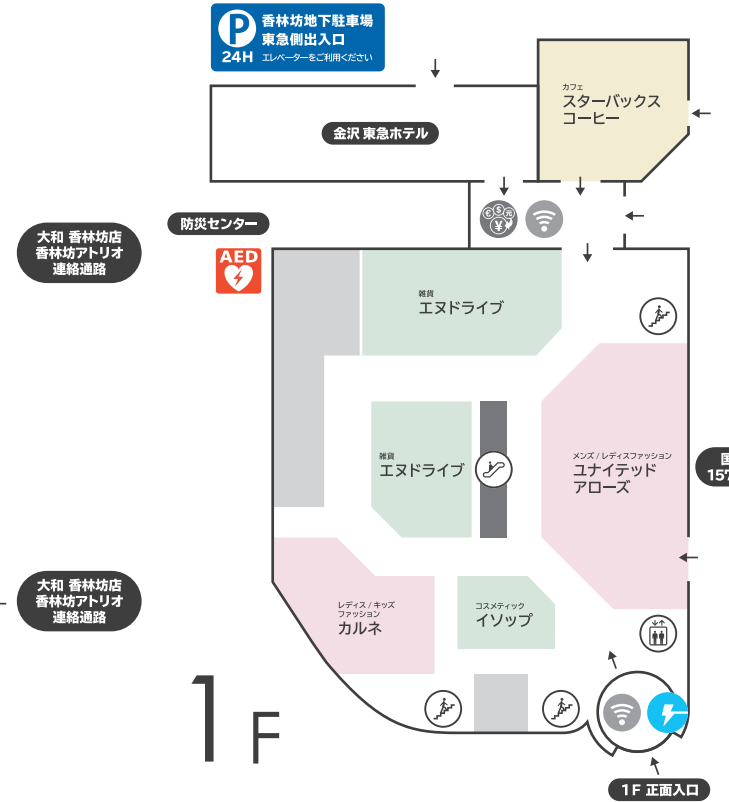 P
24H
香林坊地下駐車場
東急側出入口
エレベーターをご利用ください
カフェ
スターバックス
コーヒー
金沢 東急ホテル
防災センター
€ $ 元
¥
大和 香林坊店
香林坊アトリオ
連絡通路
AED
雑貨
エヌドライブ
雑貨
エヌドライブ
メンズ / レディスファッション
ユナイテッド
アローズ
157
大和 香林坊店
香林坊アトリオ
連絡通路
レディス / キッズ
ファッション
カルネ
コスメティック
イソップ
1F
1F 正面入口